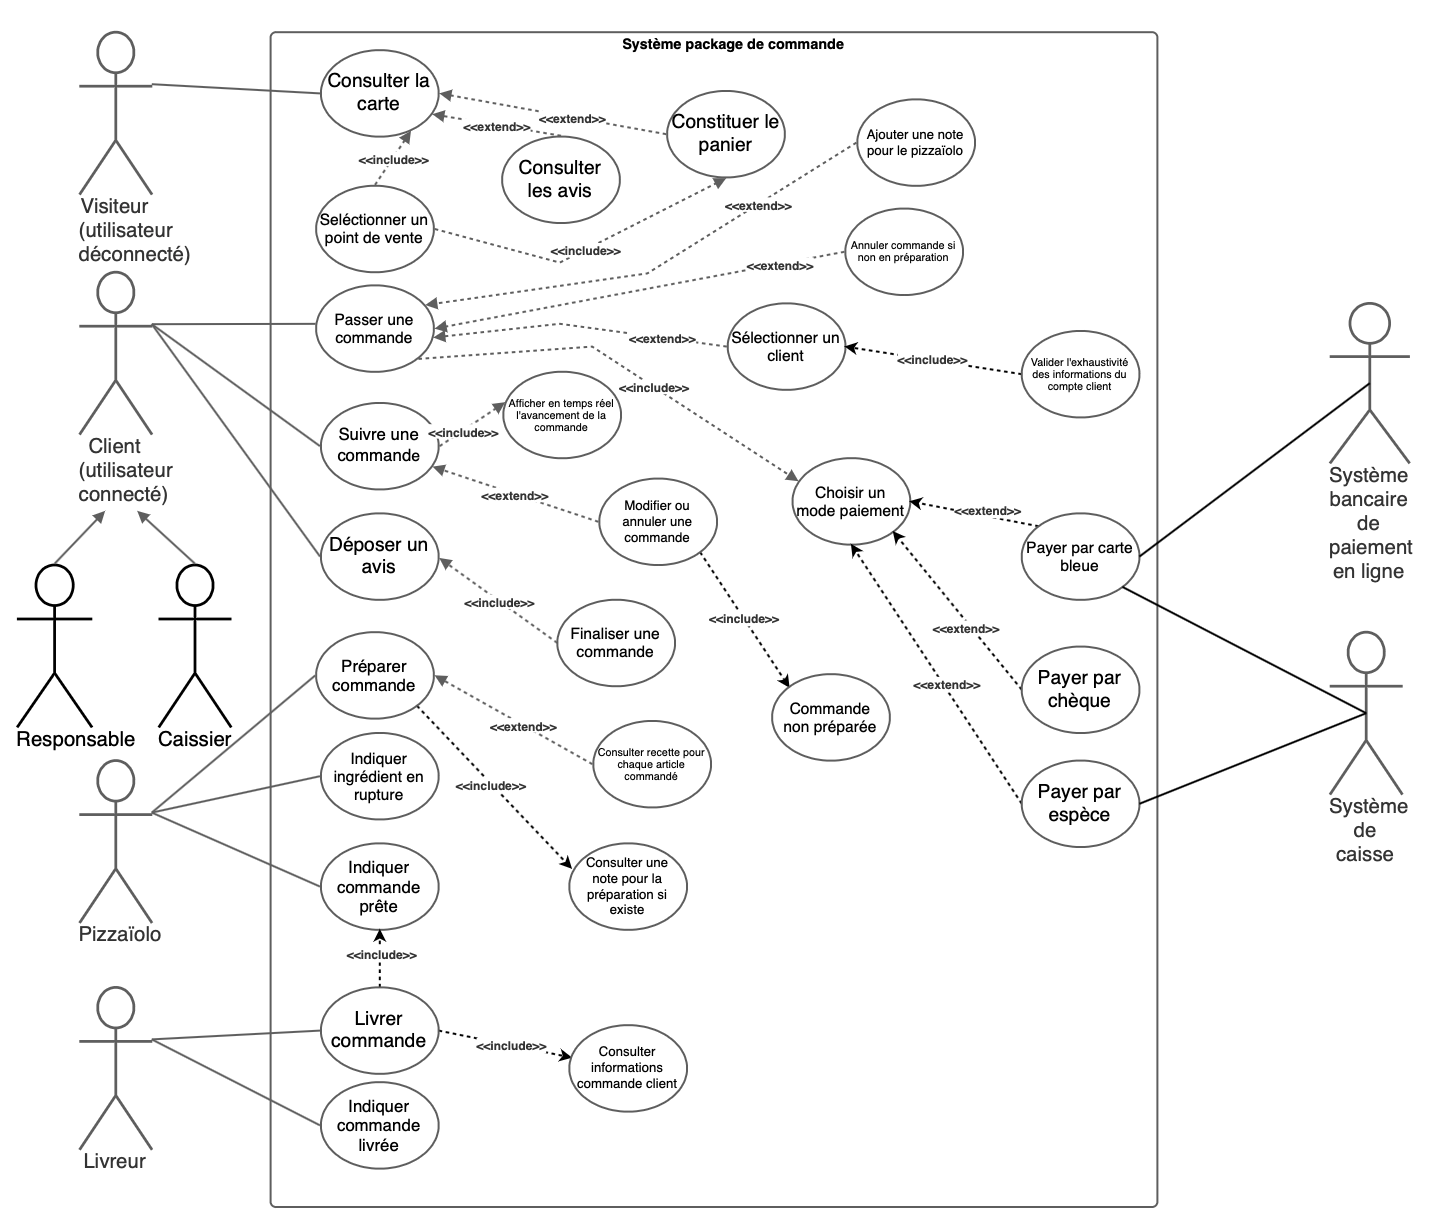 Système package de commande
Consulter la
carte
<<extend>>
<<extend>>
Constituer le
panier
Ajouter une note
pour le pizzaïolo
<<include>>
Consulter
les avis
Visiteur
(utilisateur
déconnecté)
Seléctionner un
point de vente
<<include>>
<<extend>>
Annuler commande si
non en préparation
<<extend>>
Passer une
commande
<<extend>>
Sélectionner un
client
<<include>>
Valider l'exhaustivité
des informations du
compte client
<<include>>
Client
(utilisateur
connecté)
Suivre une
commande
<<include>>
Afficher en temps réel
l'avancement de la
commande
<<extend>>
Modifier ou
annuler une
commande
Choisir un
mode paiement
<<extend>>
Payer par carte
bleue
Système
bancaire
de
paiement
en ligne
Déposer un
avis
<<include>>
Finaliser une
commande
<<include>>
<<extend>>
<<extend>>
Payer par
chèque
Responsable
Caissier
Préparer
commande
<<extend>>
Commande
non préparée
Consulter recette pour
chaque article
commandé
<<include>>
Indiquer
ingrédient en
rupture
Payer par
espèce
Système
de
caisse
Indiquer
commande
prête
Consulter une
note pour la
préparation si
existe
Pizzaïolo
<<include>>
Livrer
commande
<<include>>
Consulter
informations
commande client
Indiquer
commande
livrée
Livreur